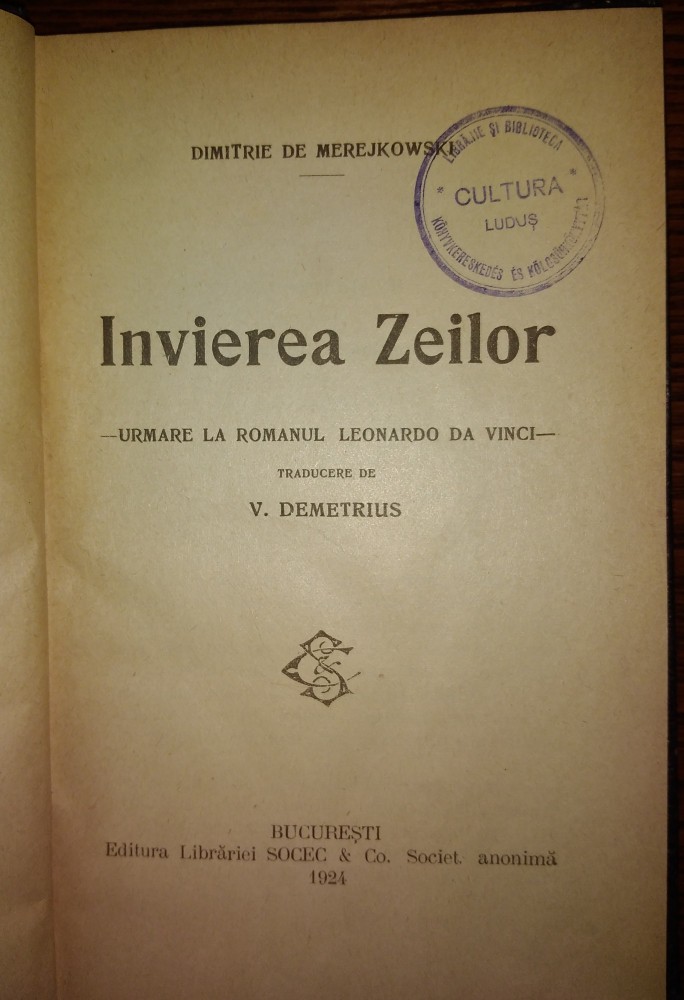 DIMITRIE DE MEREJKOWSKI
LIBRĂRIE ȘI BIBLIOTECA
* CULTURA *
LUDUȘ
KÖNYVKERESKEDÉS ÉS KÖLCSÖNKÖNYVTÁR
Invierea Zeilor
—URMARE LA ROMANUL LEONARDO DA VINCI—
TRADUCERE DE
V. DEMETRIUS
S & S
BUCUREȘTI
Editura Librăriei SOCEC & Co. Societ. anonimă
1924